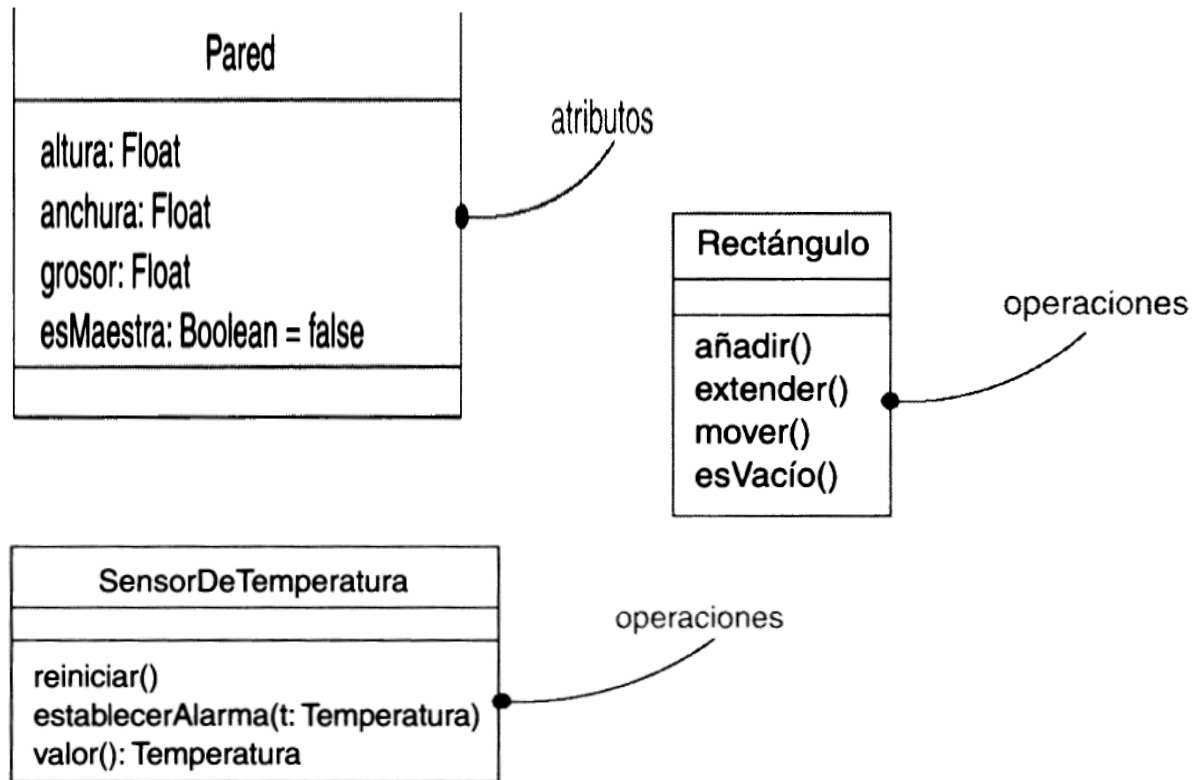 Pared
altura: Float
anchura: Float
grosor: Float
esMaestra: Boolean = false
atributos
Rectángulo
añadir()
extender()
mover()
esVacío()
operaciones
SensorDeTemperatura
reiniciar()
establecerAlarma(t: Temperatura)
valor(): Temperatura
operaciones